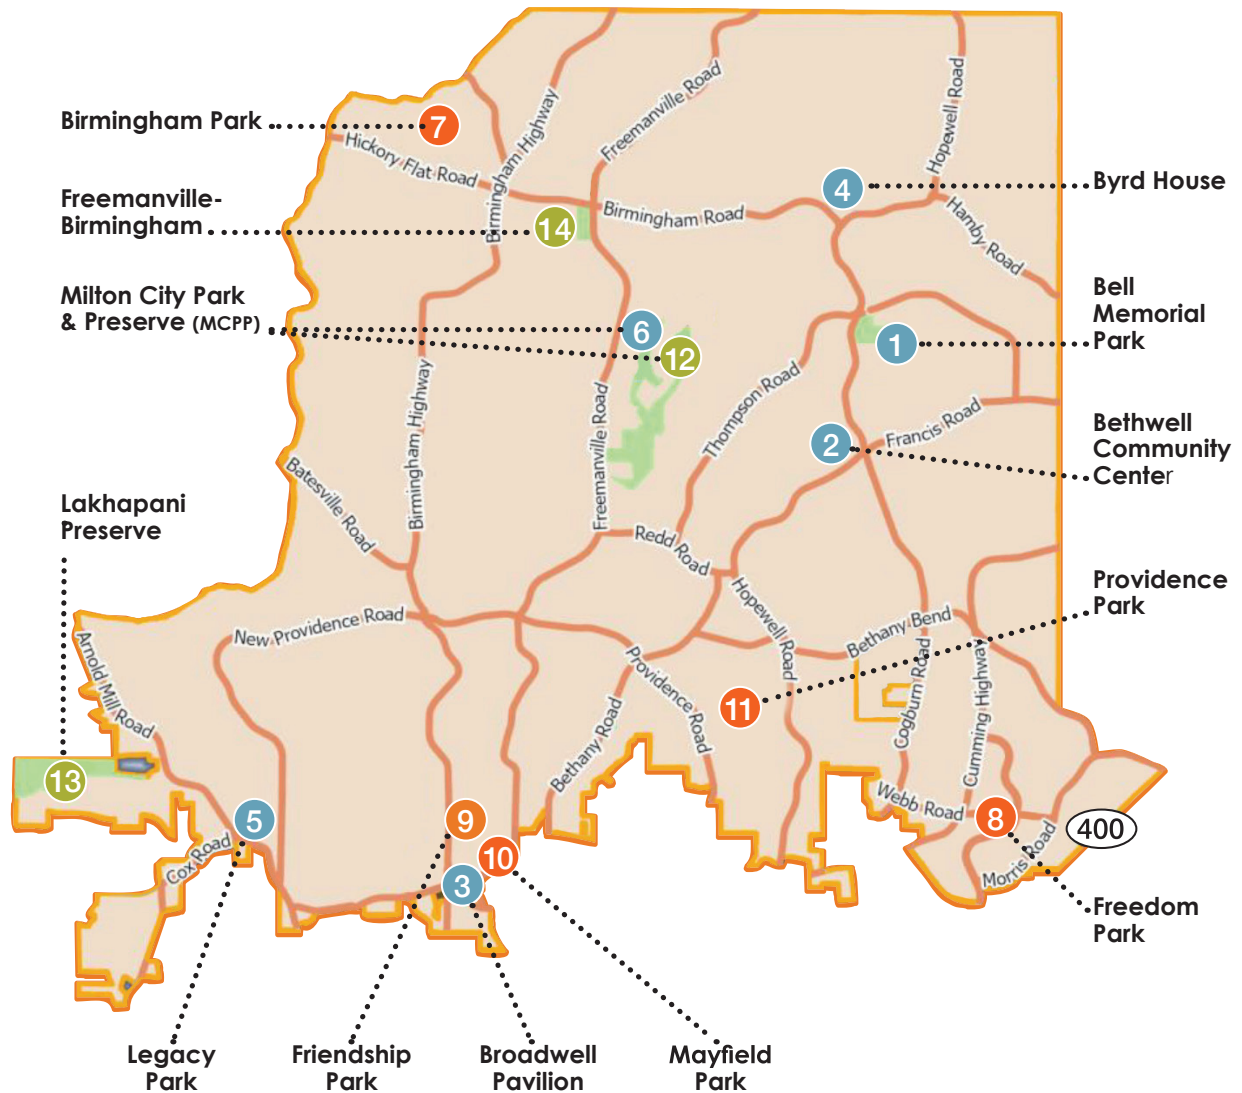 Birmingham Park
7
Hickory Flat Road
Birmingham Highway
Freemanville Road
Hopewell Road
4
Byrd House
Freemanville-
Birmingham
14
Birmingham Road
Hamby Road
Milton City Park
& Preserve (MCPP)
6
12
1
Bell
Memorial
Park
Birmingham Highway
Freemanville Road
Thompson Road
2
Francis Road
Bethwell
Community
Center
Batesville Road
Lakhapani
Preserve
Redd Road
Hopewell Road
Providence
Park
New Providence Road
Bethany Bend
Arnold Mill Road
Providence Road
Bethany Road
11
Cogburn Road
Cumming Highway
13
5
9
10
3
Cox Road
Webb Road
8
Morris Road
400
Freedom
Park
Legacy
Park
Friendship
Park
Broadwell
Pavilion
Mayfield
Park